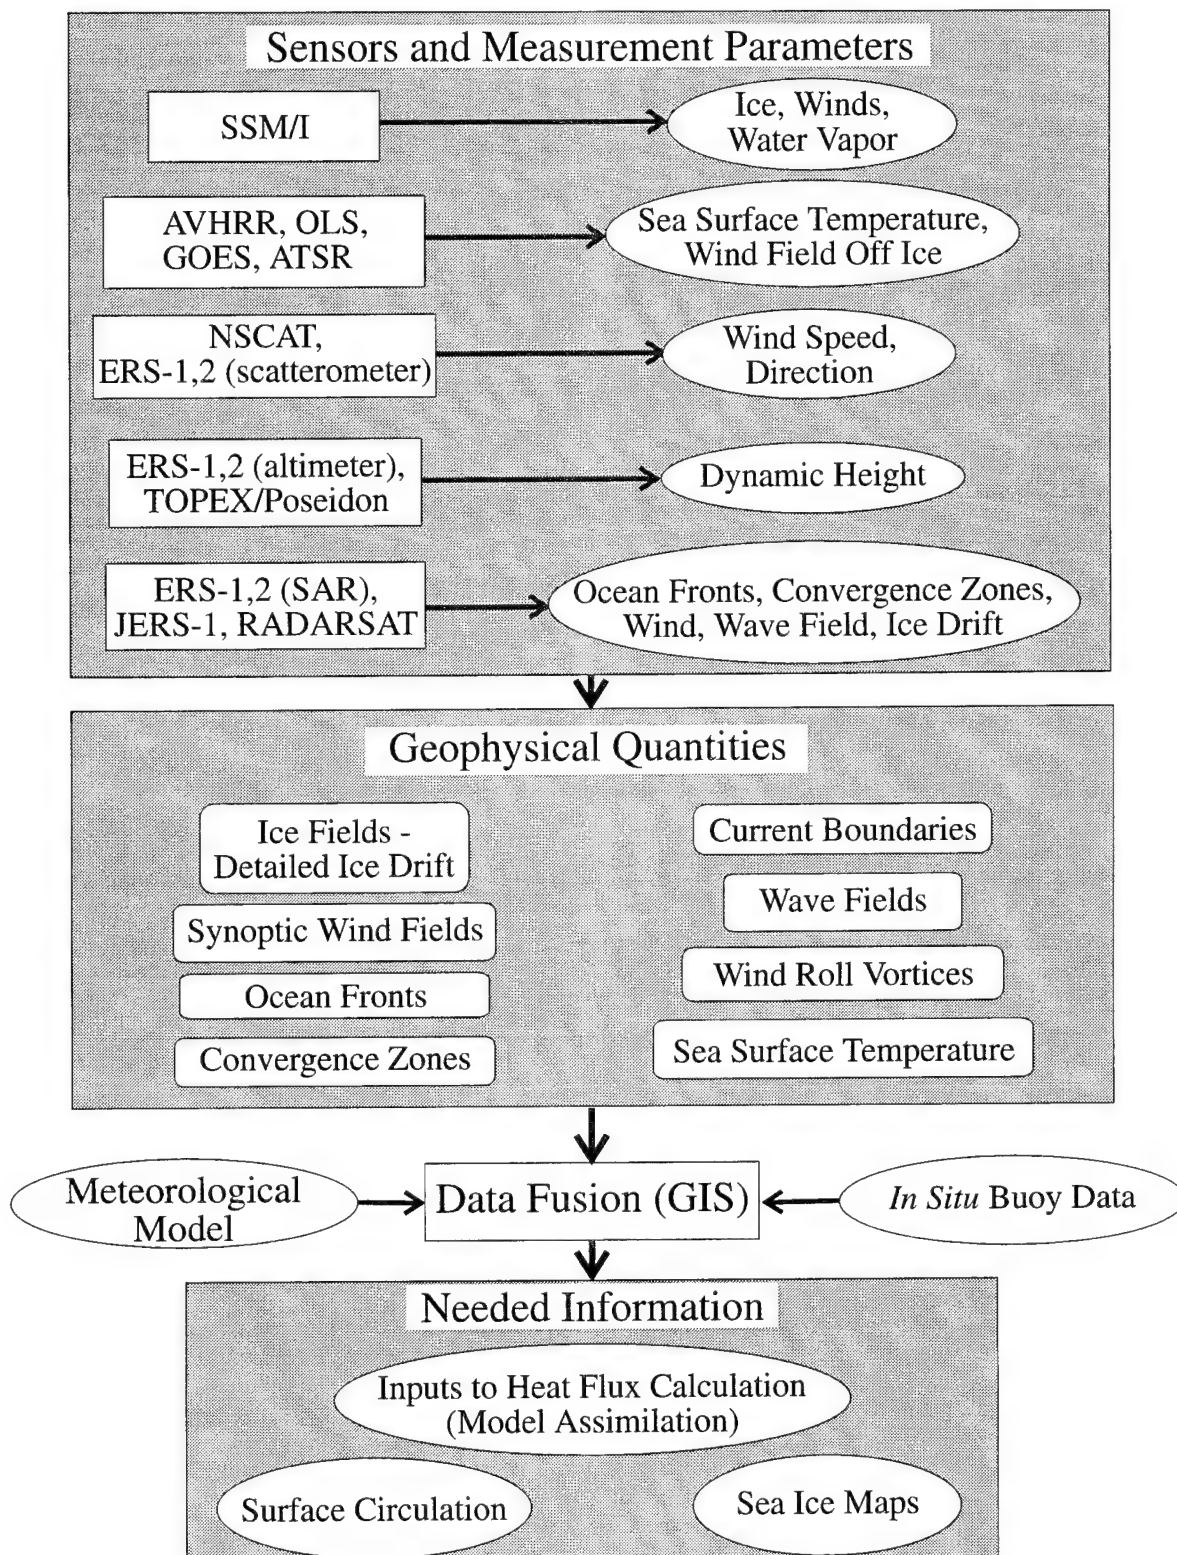 Sensors and Measurement Parameters
SSM/I
Ice, Winds,
Water Vapor
AVHRR, OLS,
GOES, ATSR
Sea Surface Temperature,
Wind Field Off Ice
NSCAT,
ERS-1,2 (scatterometer)
Wind Speed,
Direction
ERS-1,2 (altimeter),
TOPEX/Poseidon
Dynamic Height
ERS-1,2 (SAR),
JERS-1, RADARSAT
Ocean Fronts, Convergence Zones,
Wind, Wave Field, Ice Drift
Geophysical Quantities
Ice Fields -
Detailed Ice Drift
Synoptic Wind Fields
Ocean Fronts
Convergence Zones
Current Boundaries
Wave Fields
Wind Roll Vortices
Sea Surface Temperature
Meteorological
Model
Data Fusion (GIS)
In Situ Buoy Data
Needed Information
Inputs to Heat Flux Calculation
(Model Assimilation)
Surface Circulation
Sea Ice Maps